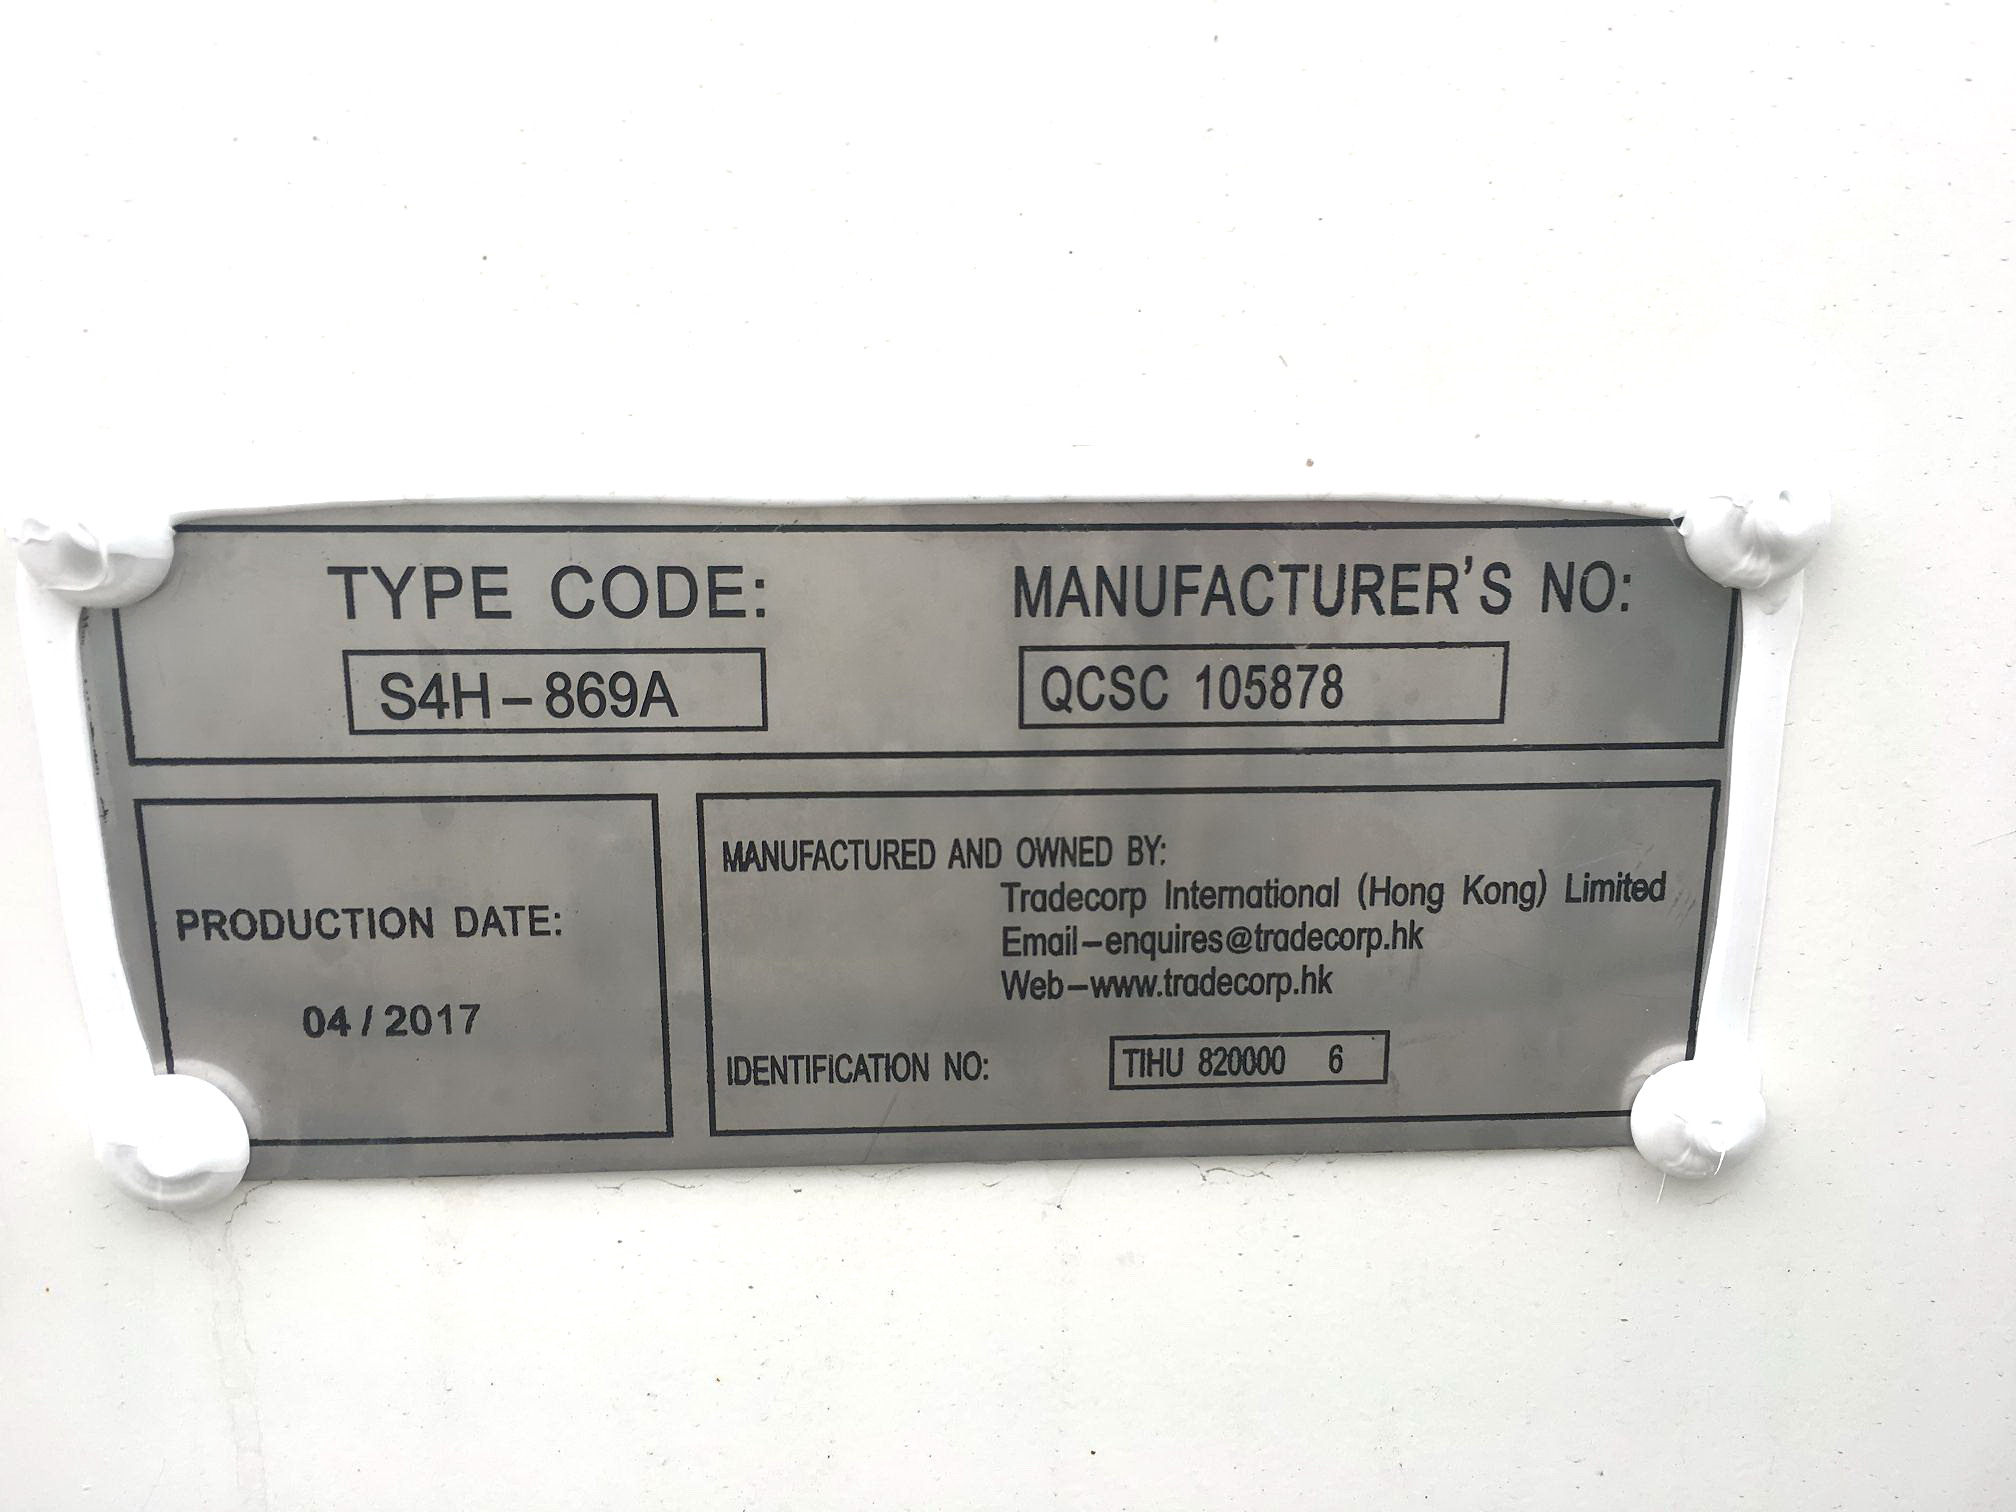 TYPE CODE:
S4H-869A
MANUFACTURER'S NO:
QCSC 105878
PRODUCTION DATE:
04/2017
MANUFACTURED AND OWNED BY:
Tradecorp International (Hong Kong) Limited
Email-enquires@tradecorp.hk
Web-www.tradecorp.hk
IDENTIFICATION NO:
TIHU 820000 6